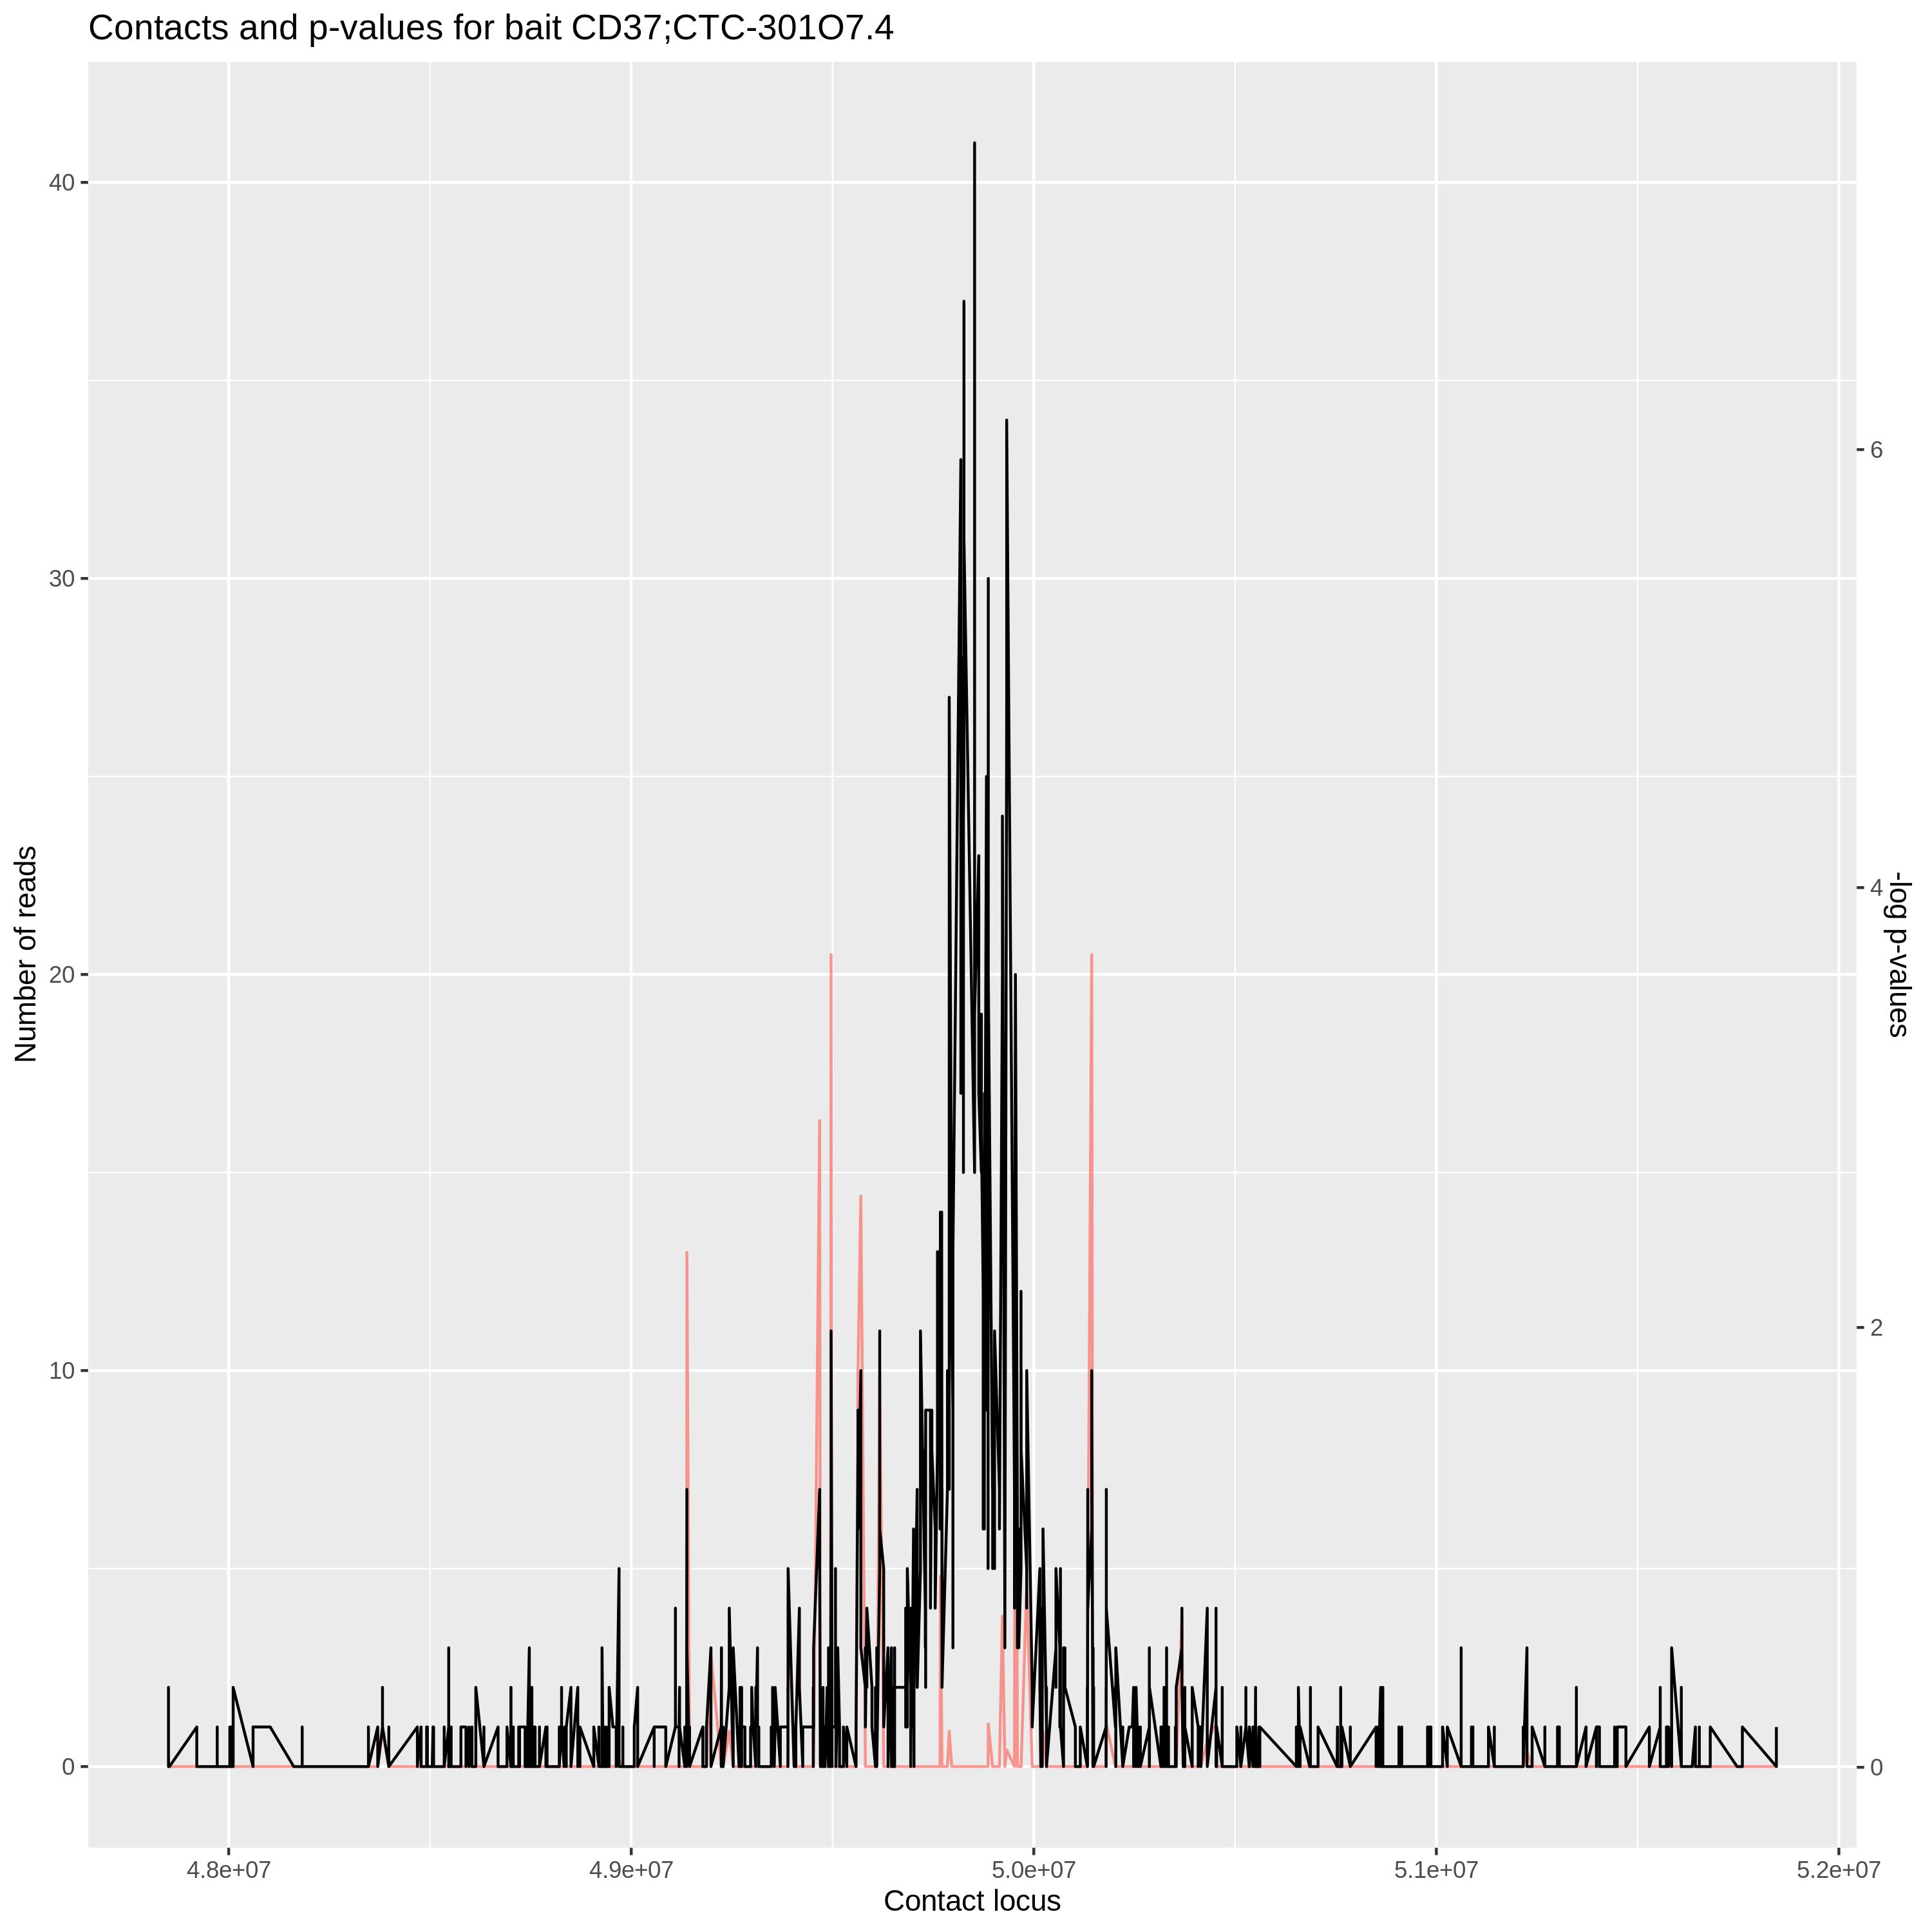 Contacts and p-values for bait CD37;CTC-301O7.4
40
30
20
10
0
Number of reads
6
4
2
0
-log p-values
4.8e+07
4.9e+07
5.0e+07
5.1e+07
5.2e+07
Contact locus